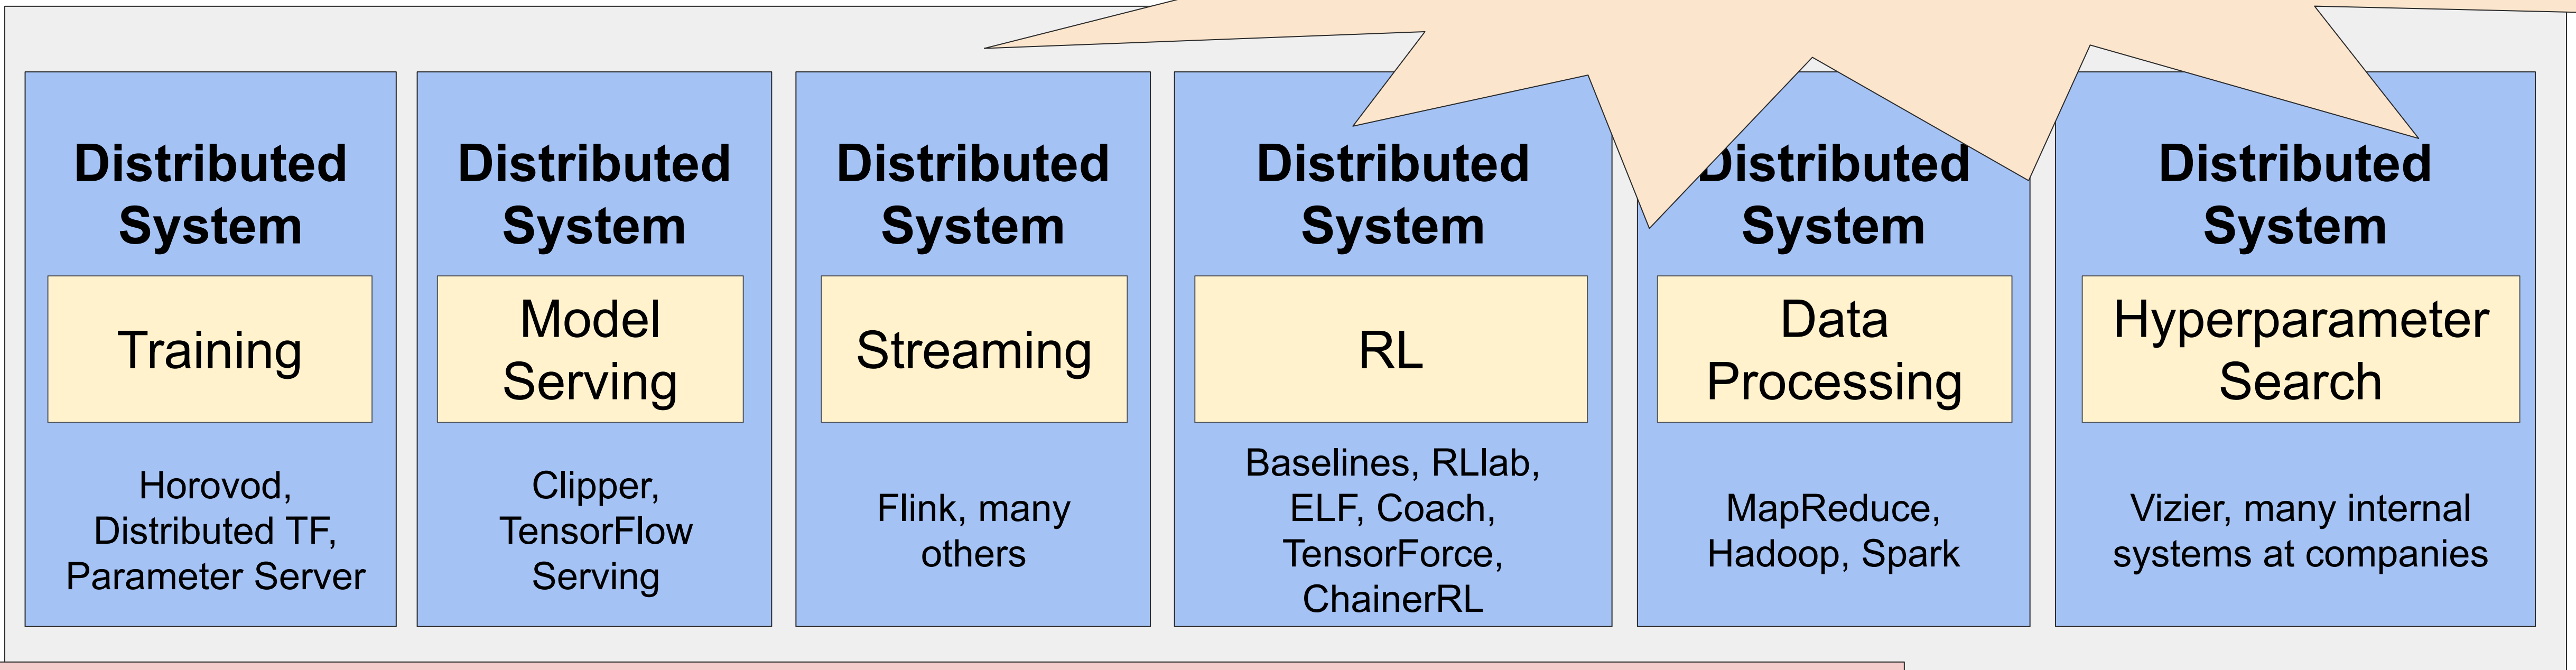 Distributed
System
Training
Horovod,
Distributed TF,
Parameter Server
Distributed
System
Model
Serving
Clipper,
TensorFlow
Serving
Distributed
System
Streaming
Flink, many
others
Distributed
System
RL
Baselines, RLlab,
ELF, Coach,
TensorForce,
ChainerRL
Distributed
System
Data
Processing
MapReduce,
Hadoop, Spark
Distributed
System
Hyperparameter
Search
Vizier, many internal
systems at companies